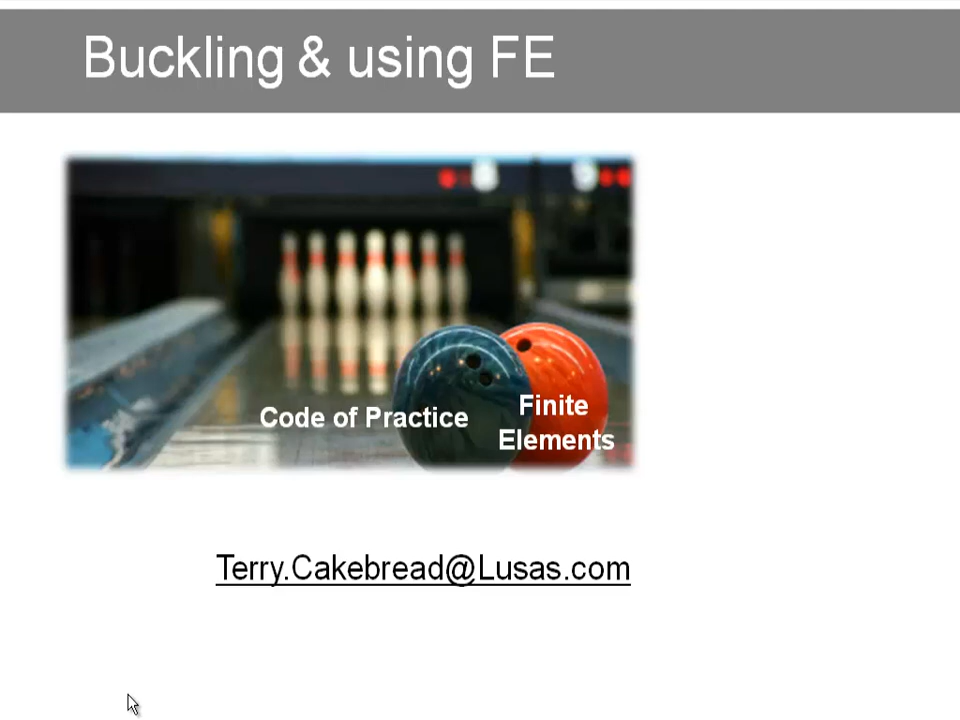 Buckling & using FE
Code of Practice
Finite
Elements
Terry.Cakebread@Lusas.com